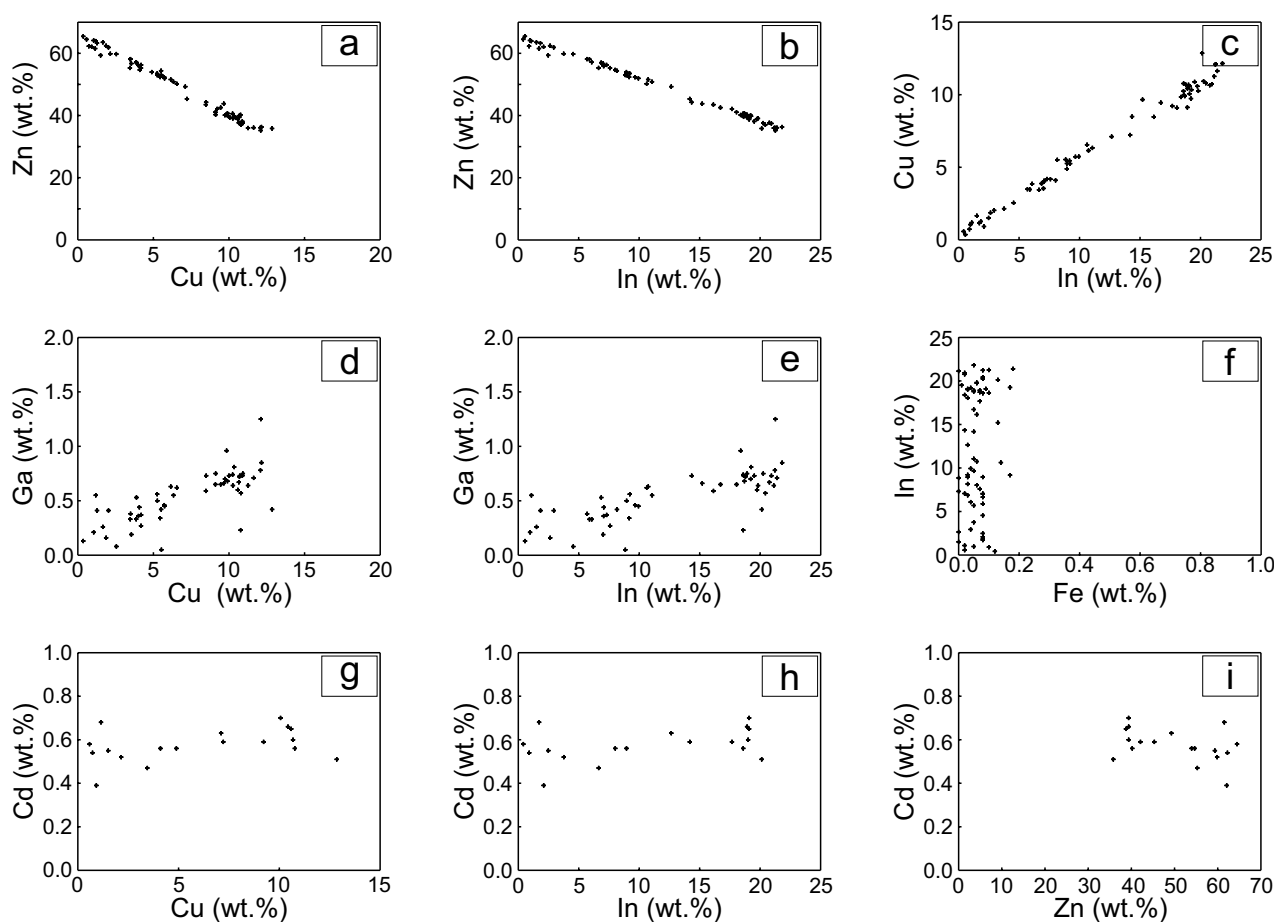 a
Zn (wt.%)
60
40
20
0
0 5 10 15 20
Cu (wt.%)
b
Zn (wt.%)
60
40
20
0
0 5 10 15 20 25
In (wt.%)
c
Cu (wt.%)
15
10
5
0
0 5 10 15 20 25
In (wt.%)
d
Ga (wt.%)
2.0
1.5
1.0
0.5
0.0
0 5 10 15 20
Cu (wt.%)
e
Ga (wt.%)
2.0
1.5
1.0
0.5
0.0
0 5 10 15 20 25
In (wt.%)
f
In (wt.%)
25
20
15
10
5
0
0.0 0.2 0.4 0.6 0.8 1.0
Fe (wt.%)
g
Cd (wt.%)
1.0
0.8
0.6
0.4
0.2
0.0
0 5 10 15
Cu (wt.%)
h
Cd (wt.%)
1.0
0.8
0.6
0.4
0.2
0.0
0 5 10 15 20 25
In (wt.%)
i
Cd (wt.%)
1.0
0.8
0.6
0.4
0.2
0.0
0 10 20 30 40 50 60 70
Zn (wt.%)